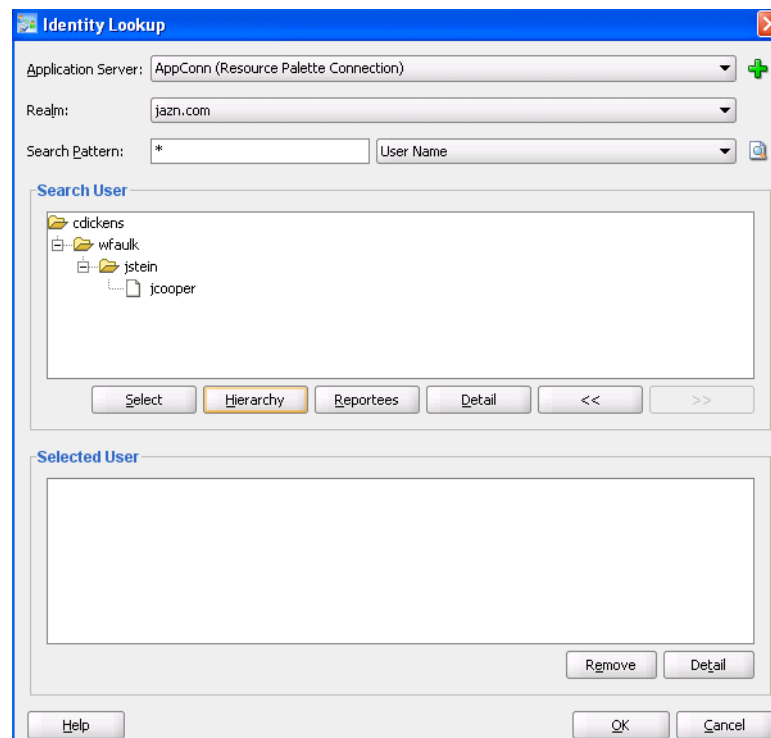 Identity Lookup
Application Server: AppConn (Resource Palette Connection)
Realm: jazn.com
Search Pattern: * User Name
Search User
cdickens
wfaulk
jstein
jcooper
Select Hierarchy Reportees Detail << >>
Selected User
Remove Detail
Help OK Cancel